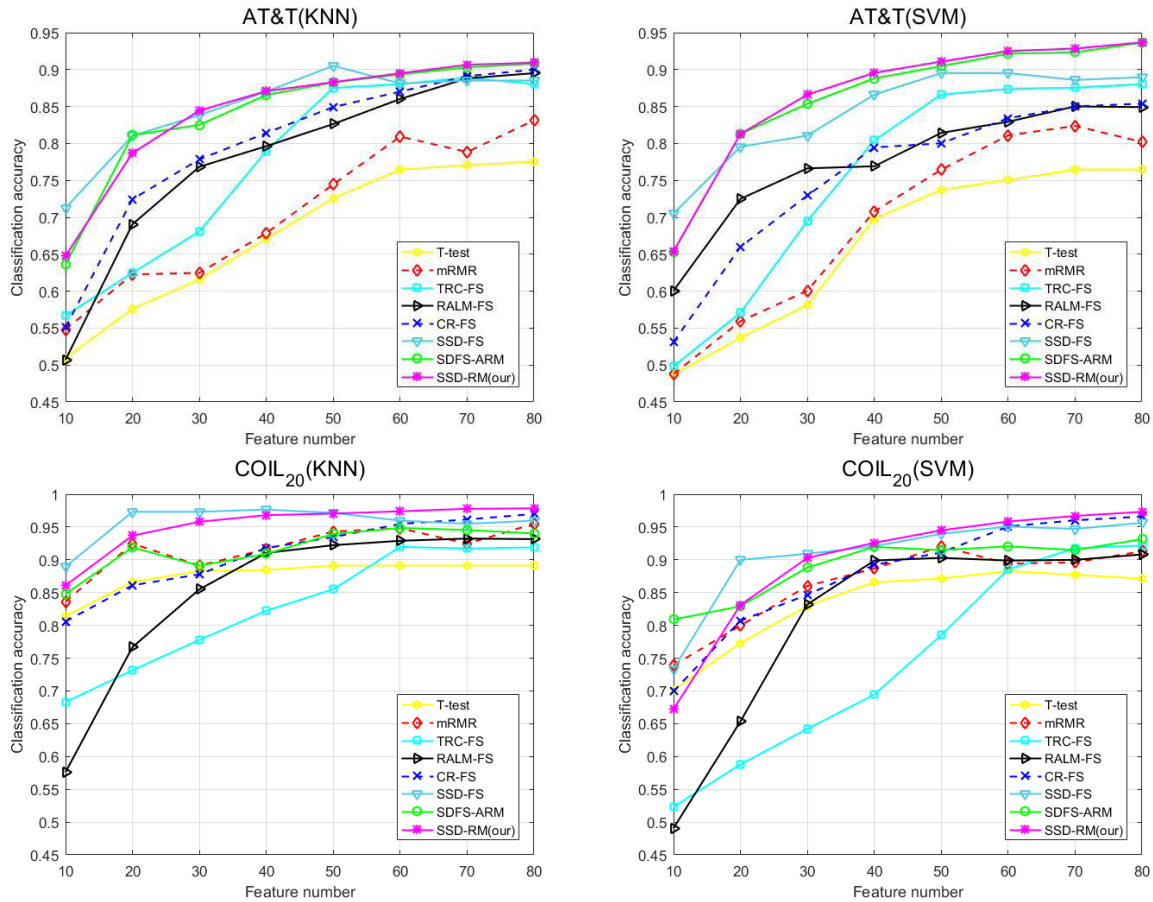 AT&T(KNN)
Classification accuracy
0.95
0.9
0.85
0.8
0.75
0.7
0.65
0.6
0.55
0.5
0.45
10 20 30 40 50 60 70 80
Feature number
T-test
mRMR
TRC-FS
RALM-FS
CR-FS
SSD-FS
SDFS-ARM
SSD-RM(our)
AT&T(SVM)
Classification accuracy
0.95
0.9
0.85
0.8
0.75
0.7
0.65
0.6
0.55
0.5
0.45
10 20 30 40 50 60 70 80
Feature number
T-test
mRMR
TRC-FS
RALM-FS
CR-FS
SSD-FS
SDFS-ARM
SSD-RM(our)
COIL20(KNN)
Classification accuracy
1
0.95
0.9
0.85
0.8
0.75
0.7
0.65
0.6
0.55
0.5
0.45
10 20 30 40 50 60 70 80
Feature number
T-test
mRMR
TRC-FS
RALM-FS
CR-FS
SSD-FS
SDFS-ARM
SSD-RM(our)
COIL20(SVM)
Classification accuracy
1
0.95
0.9
0.85
0.8
0.75
0.7
0.65
0.6
0.55
0.5
0.45
10 20 30 40 50 60 70 80
Feature number
T-test
mRMR
TRC-FS
RALM-FS
CR-FS
SSD-FS
SDFS-ARM
SSD-RM(our)